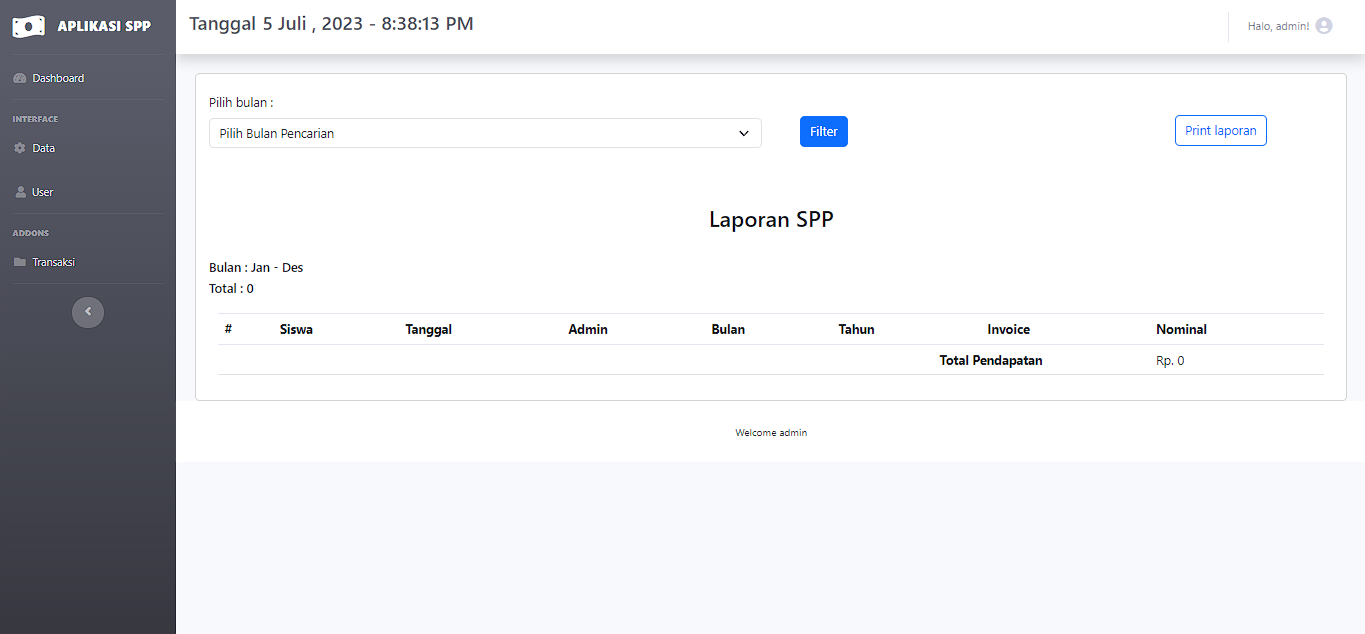 APLIKASI SPP
Tanggal 5 Juli , 2023 - 8:38:13 PM
Halo, admin!
Dashboard
INTERFACE
Data
User
ADDONS
Transaksi
Pilih bulan :
Pilih Bulan Pencarian
Filter
Print laporan
Laporan SPP
Bulan : Jan - Des
Total : 0
# Siswa Tanggal Admin Bulan Tahun Invoice Nominal
Total Pendapatan Rp. 0
Welcome admin